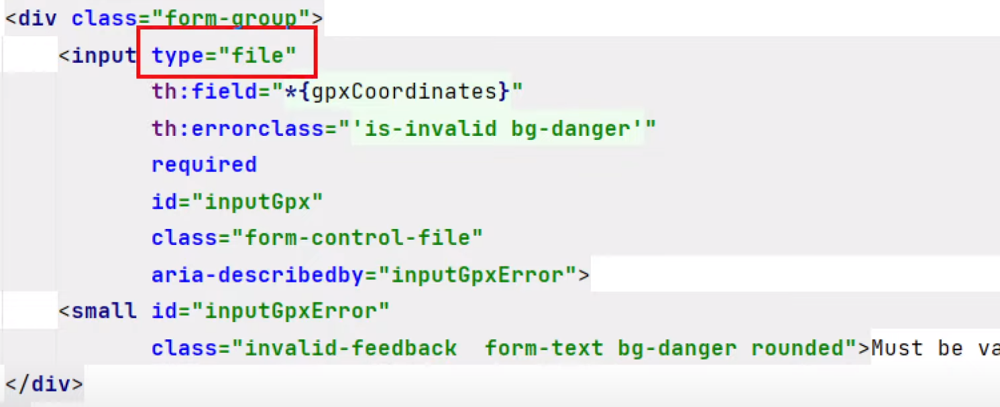 <div class="form-group">
<input type="file"
th:field="*{gpxCoordinates}"
th:errorclass="'is-invalid bg-danger'"
required
id="inputGpx"
class="form-control-file"
aria-describedby="inputGpxError">
<small id="inputGpxError"
class="invalid-feedback  form-text bg-danger rounded">Must be va
</div>